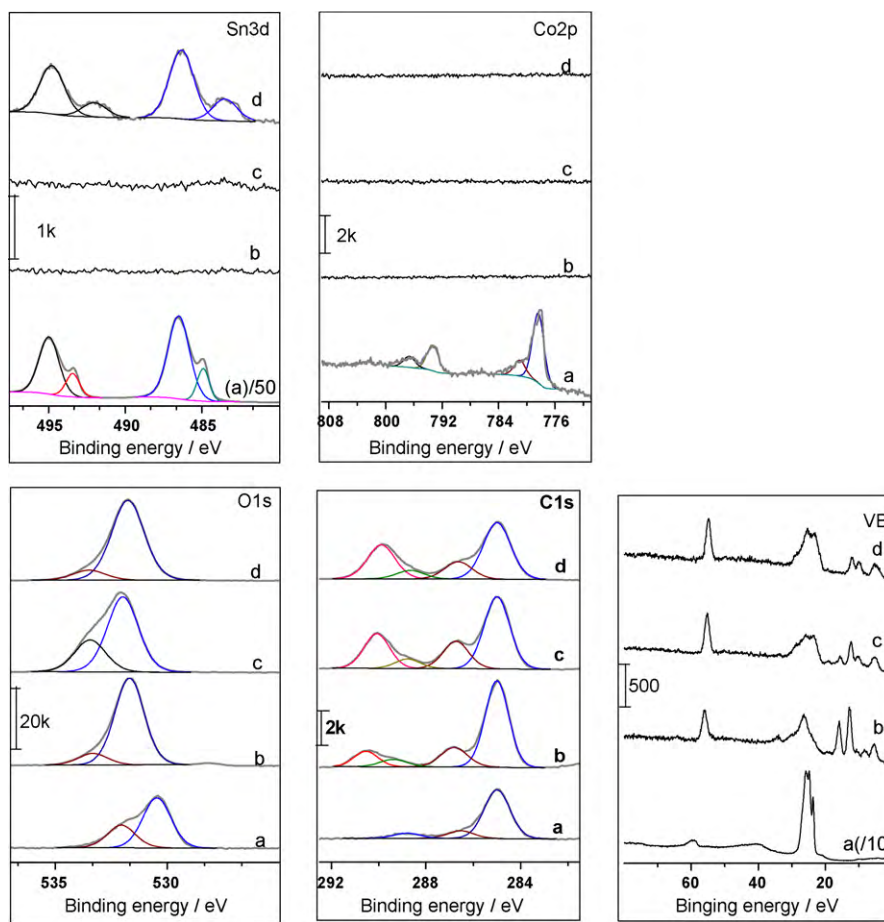 Sn3d
d
c
1k
b
(a)/50
495 490 485
Binding energy / eV
Co2p
d
c
2k
b
a
808 800 792 784 776
Binding energy / eV
O1s
d
c
20k
b
a
535 530
Binding energy / eV
C1s
d
c
2k
b
a
292 288 284
Binding energy / eV
VB
d
c
500
b
a(/10
60 40 20
Binging energy / eV